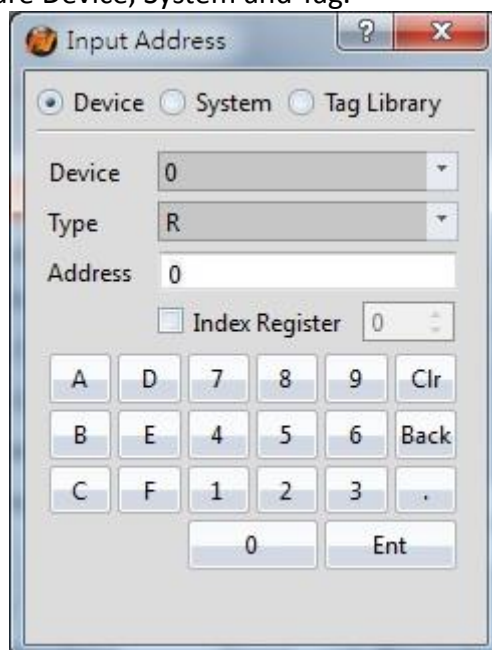 are Device, System and Tag.
Input Address
? X
Device System Tag Library
Device 0
Type R
Address 0
Index Register 0
A D 7 8 9 Clr
B E 4 5 6 Back
C F 1 2 3 .
0 Ent